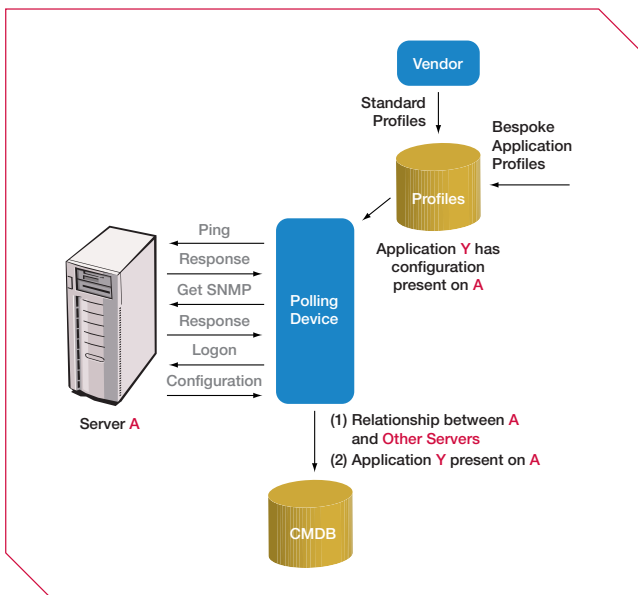 Vendor
Standard
Profiles
Bespoke
Application
Profiles
Profiles
Application Y has
configuration
present on A
Ping
Response
Get SNMP
Response
Logon
Configuration
Polling
Device
Server A
(1) Relationship between A
and Other Servers
(2) Application Y present on A
CMDB